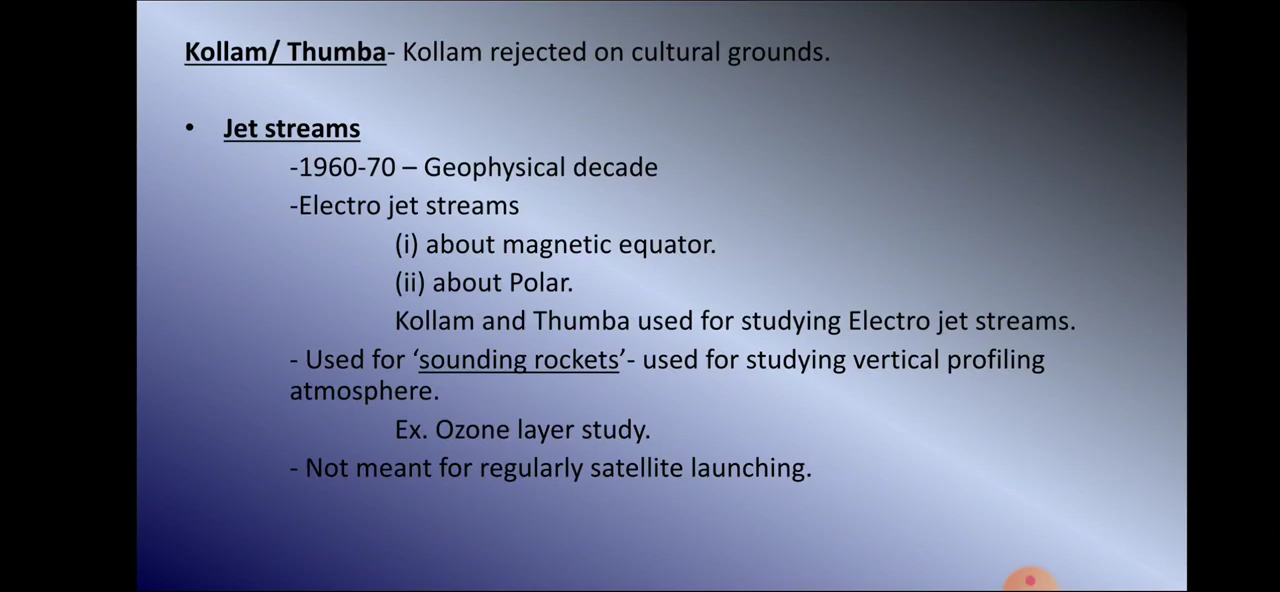 Kollam/ Thumba- Kollam rejected on cultural grounds.
• Jet streams
-1960-70 – Geophysical decade
-Electro jet streams
(i) about magnetic equator.
(ii) about Polar.
Kollam and Thumba used for studying Electro jet streams.
- Used for ‘sounding rockets’- used for studying vertical profiling
atmosphere.
Ex. Ozone layer study.
- Not meant for regularly satellite launching.